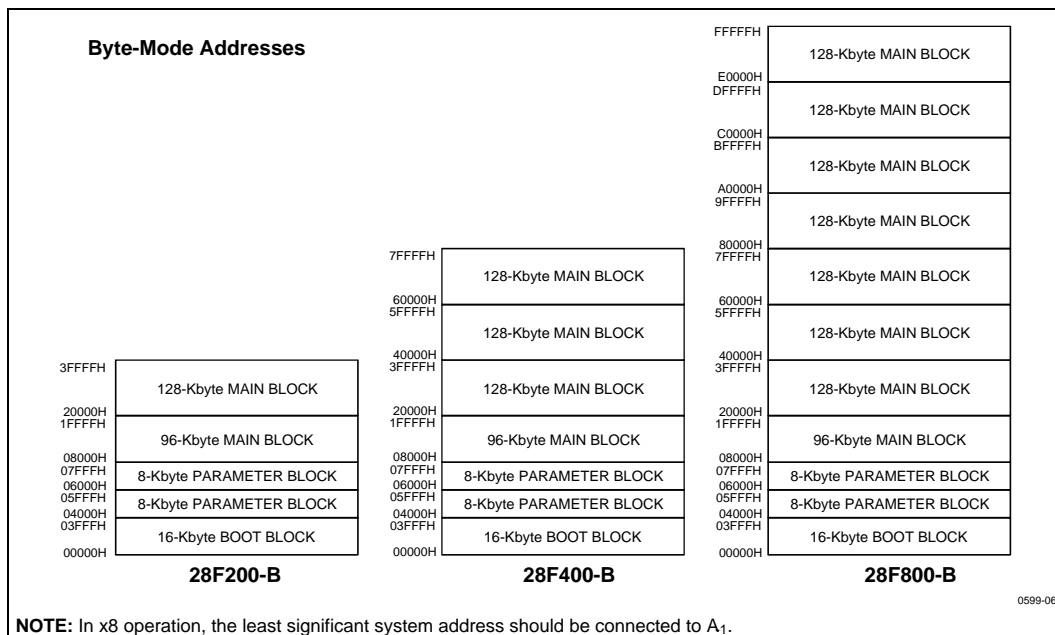 Byte-Mode Addresses
3FFFFH
128-Kbyte MAIN BLOCK
20000H
1FFFFH
96-Kbyte MAIN BLOCK
08000H
07FFFH
8-Kbyte PARAMETER BLOCK
06000H
05FFFH
8-Kbyte PARAMETER BLOCK
04000H
03FFFH
16-Kbyte BOOT BLOCK
00000H
28F200-B
7FFFFH
128-Kbyte MAIN BLOCK
60000H
5FFFFH
128-Kbyte MAIN BLOCK
40000H
3FFFFH
128-Kbyte MAIN BLOCK
20000H
1FFFFH
96-Kbyte MAIN BLOCK
08000H
07FFFH
8-Kbyte PARAMETER BLOCK
06000H
05FFFH
8-Kbyte PARAMETER BLOCK
04000H
03FFFH
16-Kbyte BOOT BLOCK
00000H
28F400-B
FFFFFH
128-Kbyte MAIN BLOCK
E0000H
DFFFFH
128-Kbyte MAIN BLOCK
C0000H
BFFFFH
128-Kbyte MAIN BLOCK
A0000H
9FFFFH
128-Kbyte MAIN BLOCK
80000H
7FFFFH
128-Kbyte MAIN BLOCK
60000H
5FFFFH
128-Kbyte MAIN BLOCK
40000H
3FFFFH
128-Kbyte MAIN BLOCK
20000H
1FFFFH
96-Kbyte MAIN BLOCK
08000H
07FFFH
8-Kbyte PARAMETER BLOCK
06000H
05FFFH
8-Kbyte PARAMETER BLOCK
04000H
03FFFH
16-Kbyte BOOT BLOCK
00000H
28F800-B
0599-06
NOTE: In x8 operation, the least significant system address should be connected to A₁.